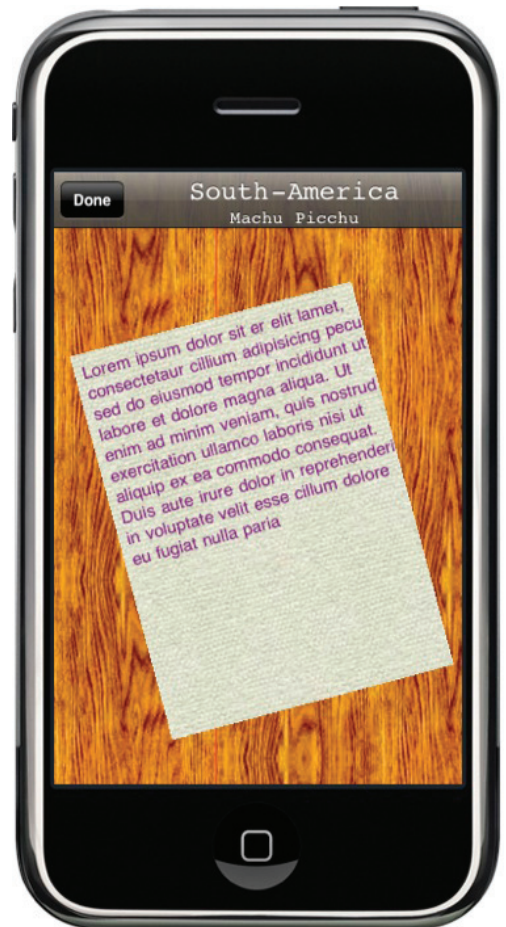 Done
South-America
Machu Picchu
Lorem ipsum dolor sit er elit lamet,
consectetaur cillium adipisicing pecu
sed do eiusmod tempor incididunt ut
labore et dolore magna aliqua. Ut
enim ad minim veniam, quis nostrud
exercitation ullamco laboris nisi ut
aliquip ex ea commodo consequat.
Duis aute irure dolor in reprehenderi
in voluptate velit esse cillum dolore
eu fugiat nulla paria